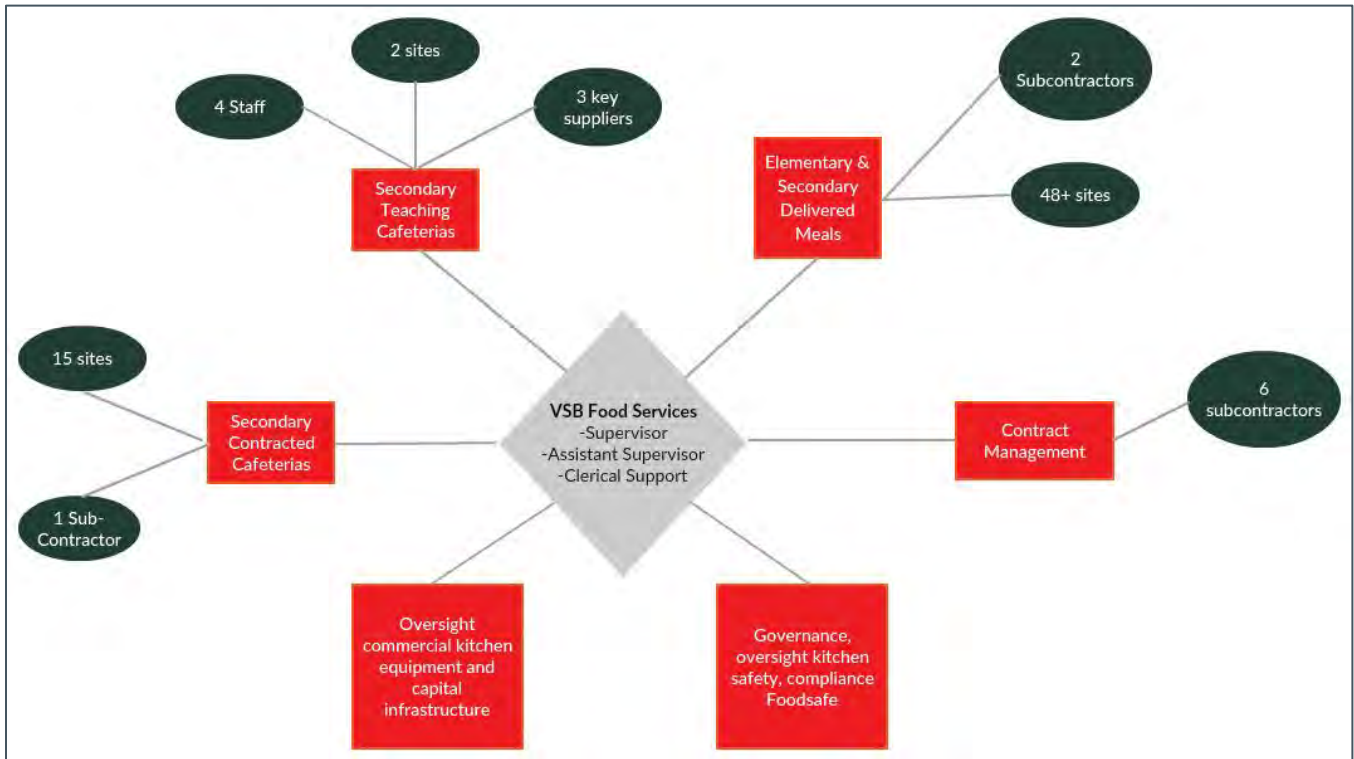 2 sites
4 Staff
3 key
suppliers
Secondary
Teaching
Cafeterias
2
Subcontractors
Elementary &
Secondary
Delivered
Meals
48+ sites
15 sites
Secondary
Contracted
Cafeterias
1 Sub-
Contractor
VSB Food Services
-Supervisor
-Assistant Supervisor
-Clerical Support
Contract
Management
6
subcontractors
Oversight
commercial kitchen
equipment and
capital
infrastructure
Governance,
oversight kitchen
safety, compliance
Foodsafe